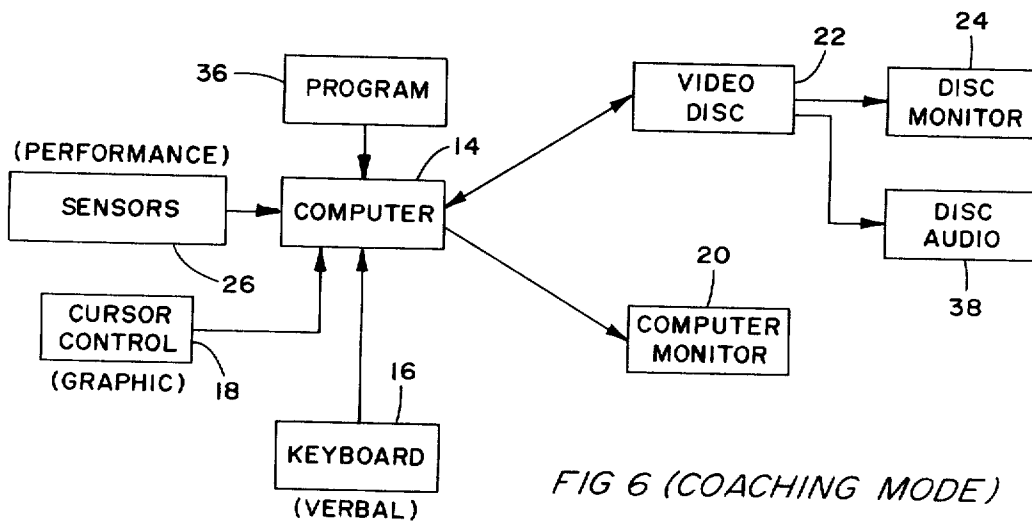 36
PROGRAM
22
VIDEO
DISC
24
DISC
MONITOR
(PERFORMANCE)
SENSORS
26
14
COMPUTER
DISC
AUDIO
38
CURSOR
CONTROL
(GRAPHIC)
18
20
COMPUTER
MONITOR
16
KEYBOARD
(VERBAL)
FIG 6 (COACHING MODE)